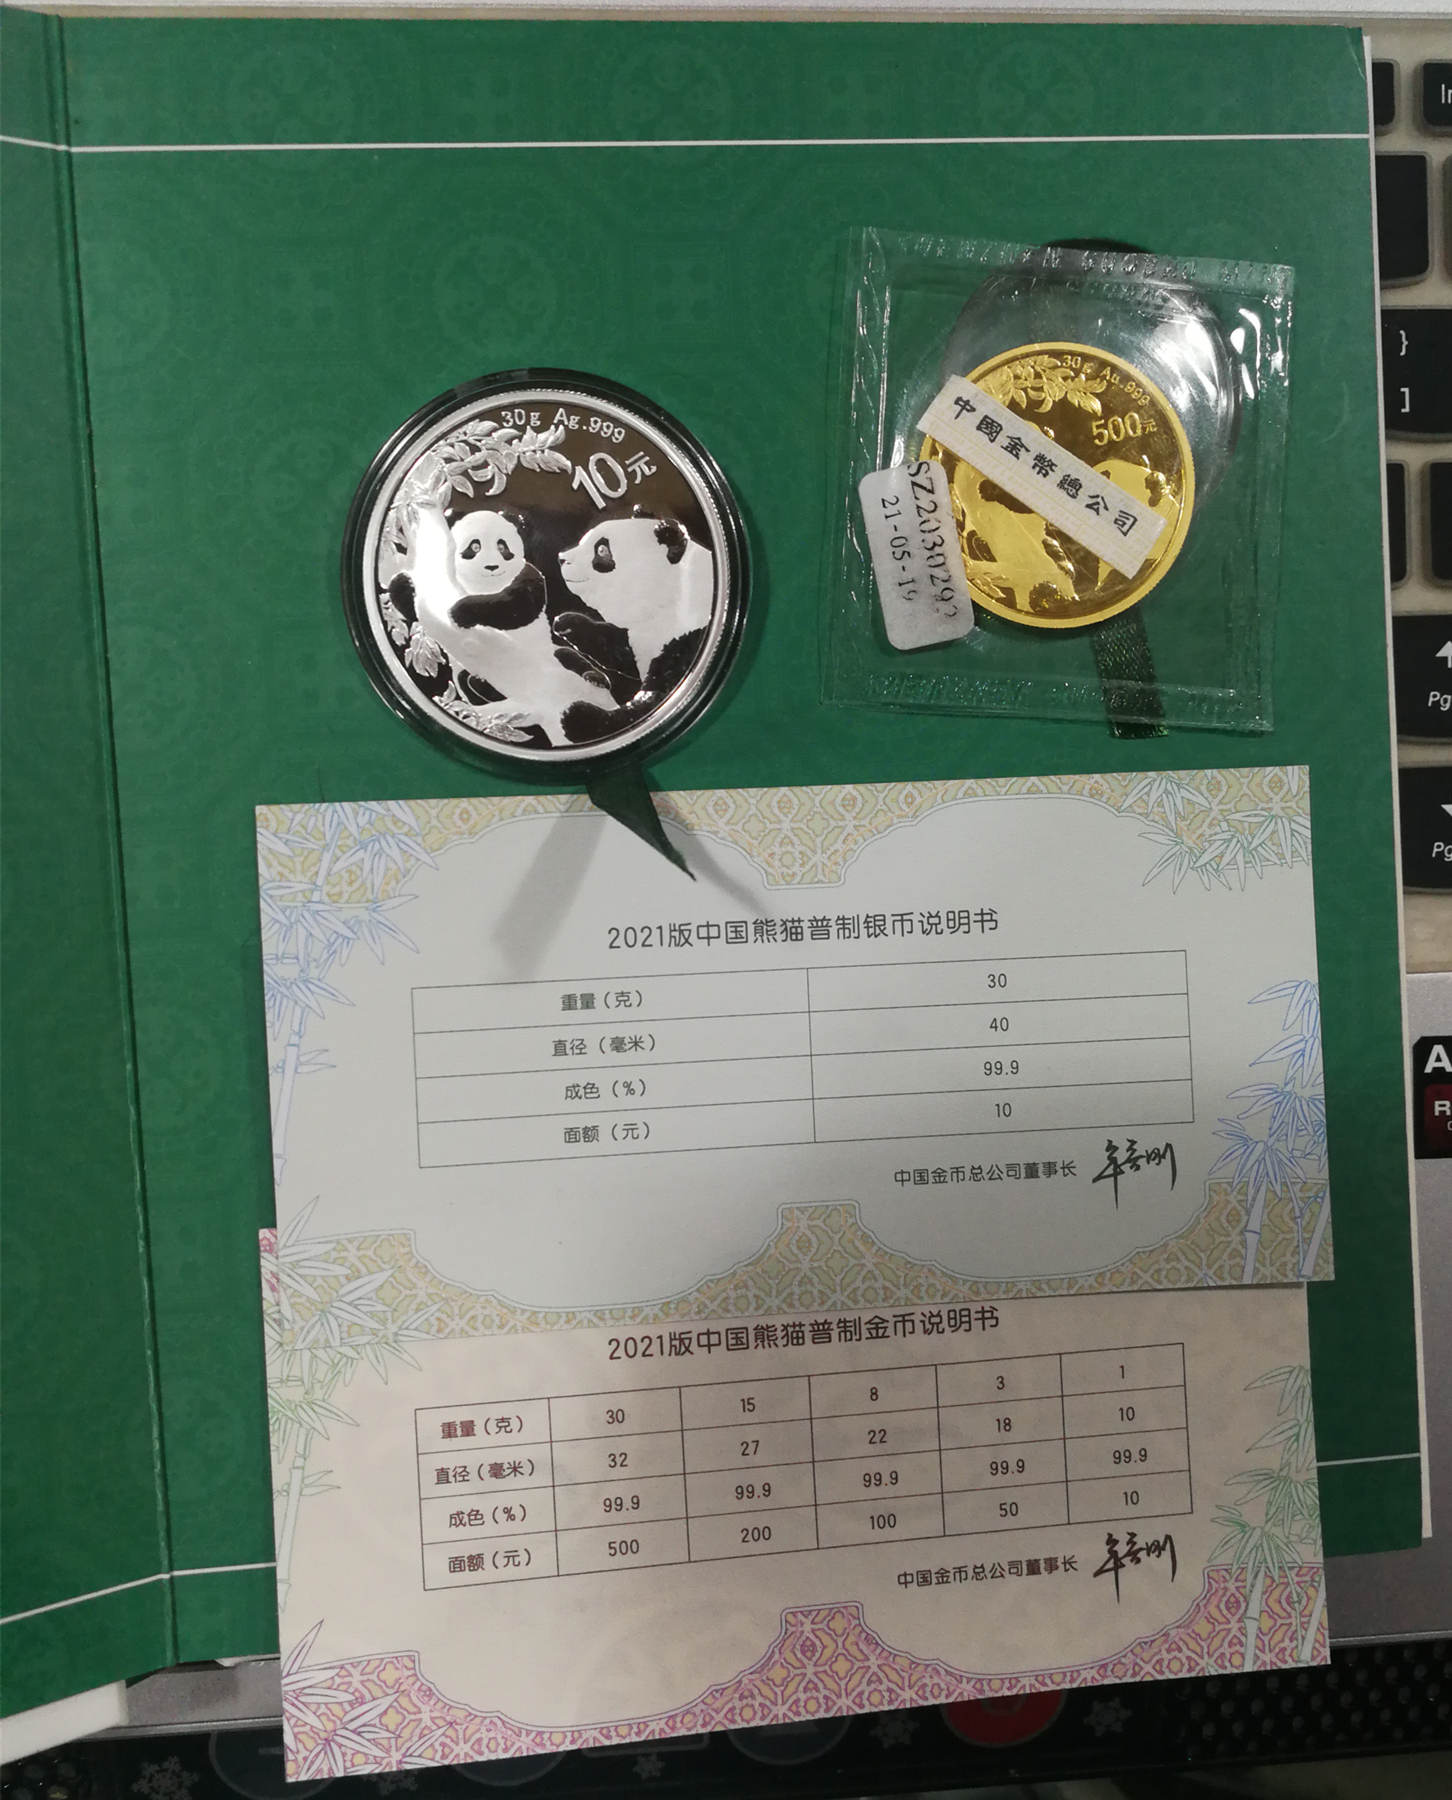 30g Ag.999
10元
30g Au.999
500元
中國金幣總公司
SZ2030292
21-05-19
2021版中国熊猫普制银币说明书
重量（克） 30
直径（毫米） 40
成色（%） 99.9
面额（元） 10
中国金币总公司董事长
2021版中国熊猫普制金币说明书
重量（克） 30 15 8 3 1
直径（毫米） 32 27 22 18 10
成色（%） 99.9 99.9 99.9 99.9 99.9
面额（元） 500 200 100 50 10
中国金币总公司董事长
}
]
Pg
Pg
A
R